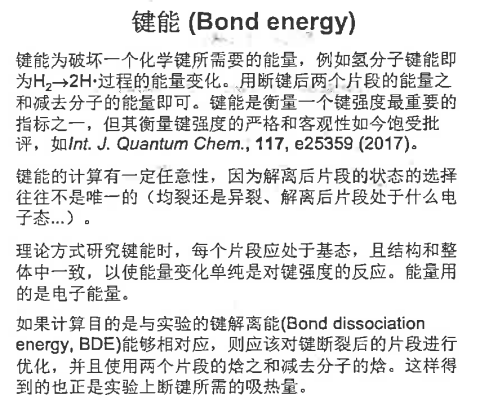 键能 (Bond energy)
键能为破坏一个化学键所需要的能量，例如氢分子键能即
为H₂→2H·过程的能量变化。用断键后两个片段的能量之
和减去分子的能量即可。键能是衡量一个键强度最重要的
指标之一，但其衡量键强度的严格和客观性如今饱受批
评，如Int. J. Quantum Chem., 117, e25359 (2017)。
键能的计算有一定任意性，因为解离后片段的状态的选择
往往不是唯一的（均裂还是异裂、解离后片段处于什么电
子态...）。
理论方式研究键能时，每个片段应处于基态，且结构和整
体中一致，以使能量变化单纯是对键强度的反应。能量用
的是电子能量。
如果计算目的是与实验的键解离能(Bond dissociation
energy, BDE)能够相对应，则应该对键断裂后的片段进行
优化，并且使用两个片段的焓之和减去分子的焓。这样得
到的也正是实验上断键所需的吸热量。